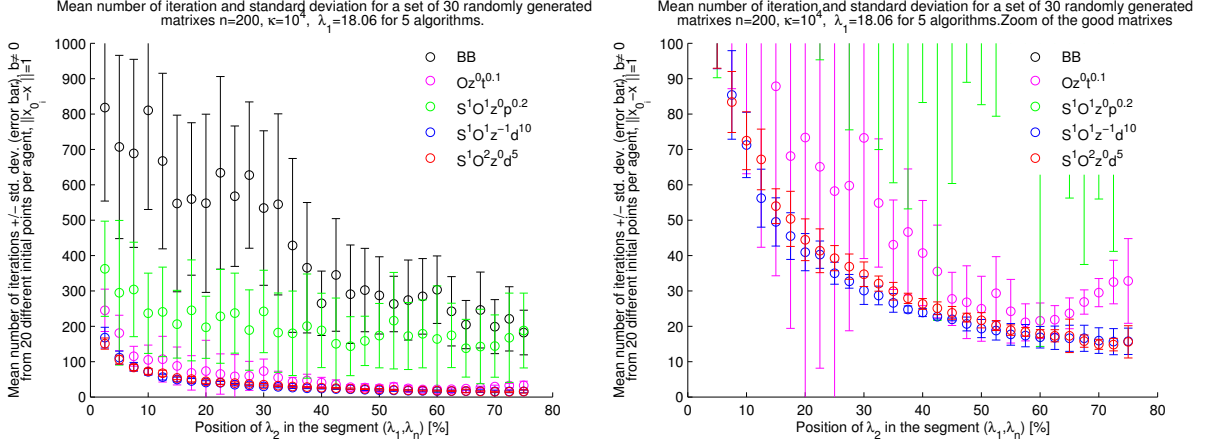 Mean number of iteration and standard deviation for a set of 30 randomly generated
matrixes n=200, κ=10⁴, λ₁=18.06 for 5 algorithms.
Mean number of iterations +/− std. dev. (error bar), b≠ 0
from 20 different initial points per agent, ||x₀ᵢ−x*||=1
1000
900
800
700
600
500
400
300
200
100
0
BB
Oz⁰t⁰·¹
S¹O¹z⁰p⁰·²
S¹O¹z⁻¹d¹⁰
S¹O²z⁰d⁵
0 10 20 30 40 50 60 70 80
Position of λ₂ in the segment (λ₁,λₙ) [%]
Mean number of iteration and standard deviation for a set of 30 randomly generated
matrixes n=200, κ=10⁴, λ₁=18.06 for 5 algorithms.Zoom of the good matrixes
Mean number of iterations +/− std. dev. (error bar), b≠ 0
from 20 different initial points per agent, ||x₀ᵢ−x*||=1
100
90
80
70
60
50
40
30
20
10
0
BB
Oz⁰t⁰·¹
S¹O¹z⁰p⁰·²
S¹O¹z⁻¹d¹⁰
S¹O²z⁰d⁵
0 10 20 30 40 50 60 70 80
Position of λ₂ in the segment (λ₁,λₙ) [%]